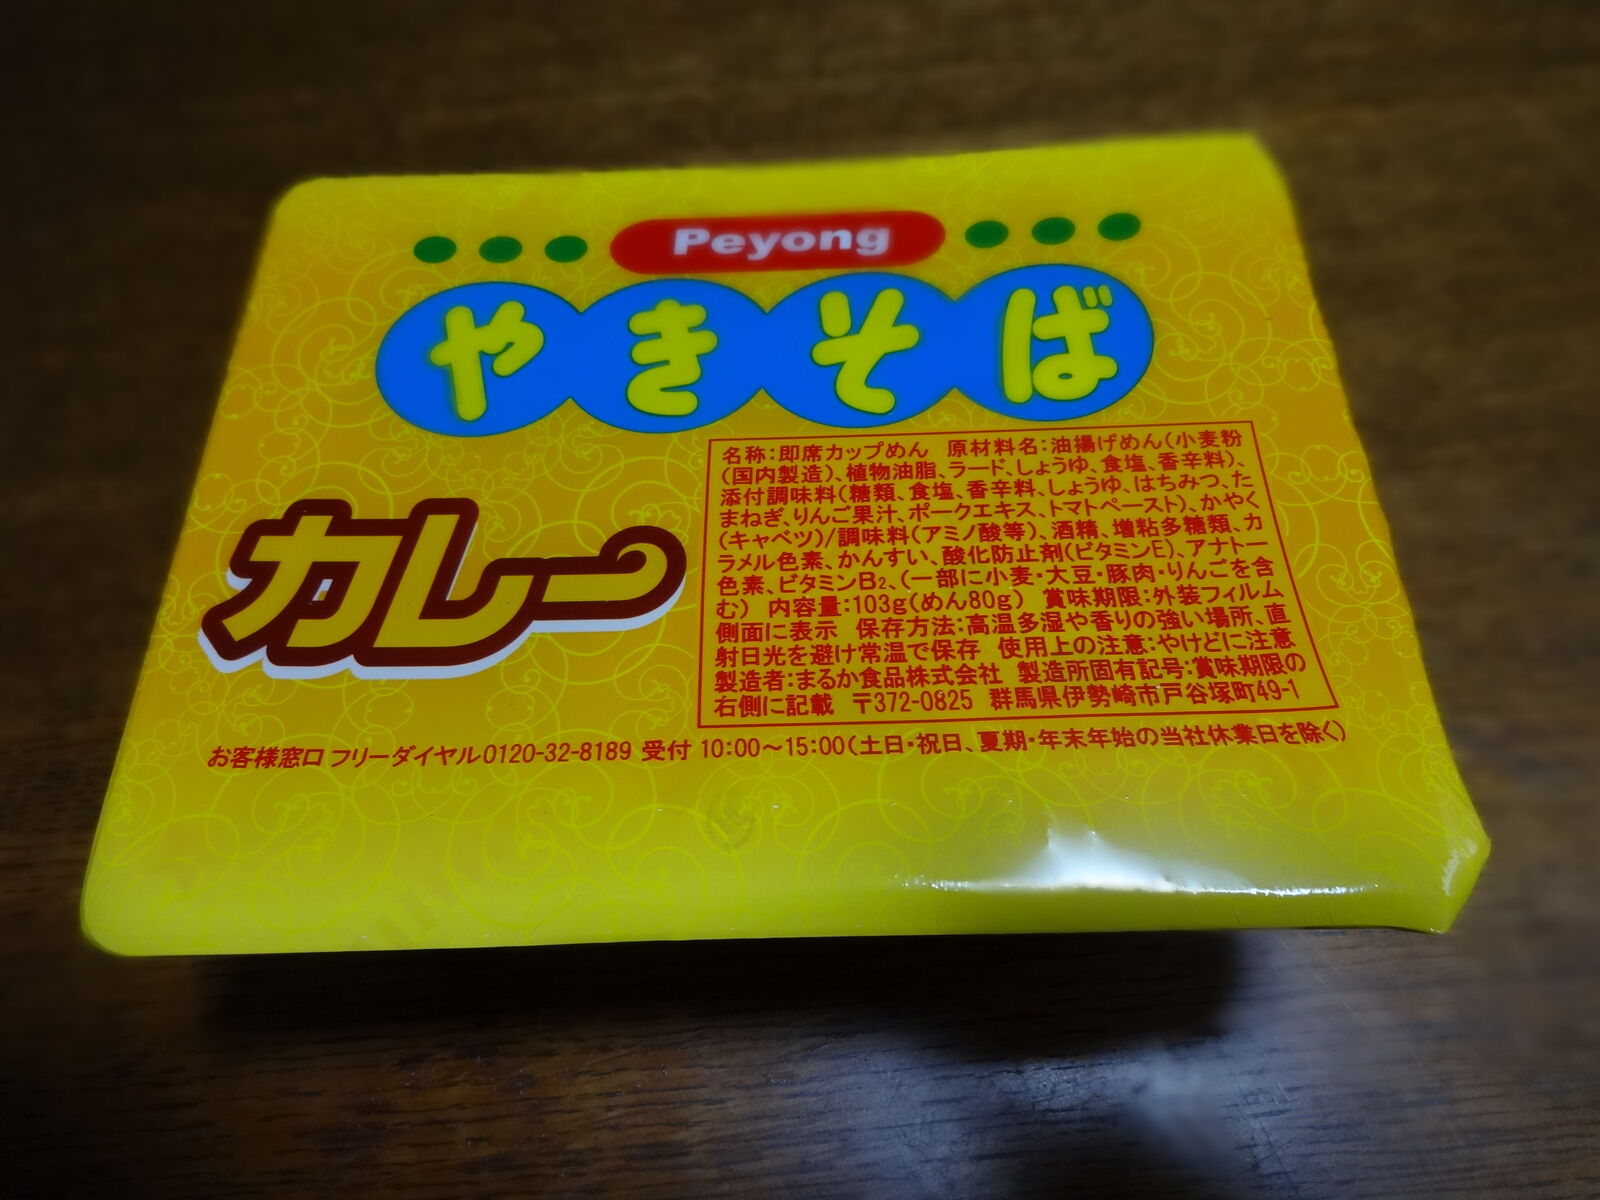 Peyong
やきそば
カレー
名称:即席カップめん 原材料名:油揚げめん(小麦粉
(国内製造)、植物油脂、ラード、しょうゆ、食塩、香辛料)、
添付調味料(糖類、食塩、香辛料、しょうゆ、はちみつ、た
まねぎ、りんご果汁、ポークエキス、トマトペースト)、かやく
(キャベツ)/調味料(アミノ酸等)、酒精、増粘多糖類、カ
ラメル色素、かんすい、酸化防止剤(ビタミンE)、アナトー
色素、ビタミンB₂、(一部に小麦・大豆・豚肉・りんごを含
む) 内容量:103g(めん80g) 賞味期限:外装フィルム
側面に表示 保存方法:高温多湿や香りの強い場所、直
射日光を避け常温で保存 使用上の注意:やけどに注意
製造者:まるか食品株式会社 製造所固有記号:賞味期限の
右側に記載 〒372-0825 群馬県伊勢崎市戸谷塚町49-1
お客様窓口 フリーダイヤル0120-32-8189 受付 10:00～15:00(土日・祝日、夏期・年末年始の当社休業日を除く)